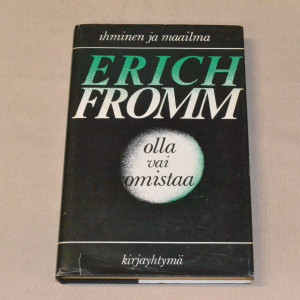 ihminen ja maailma
ERICH
FROMM
olla
vai
omistaa
kirjayhtymä